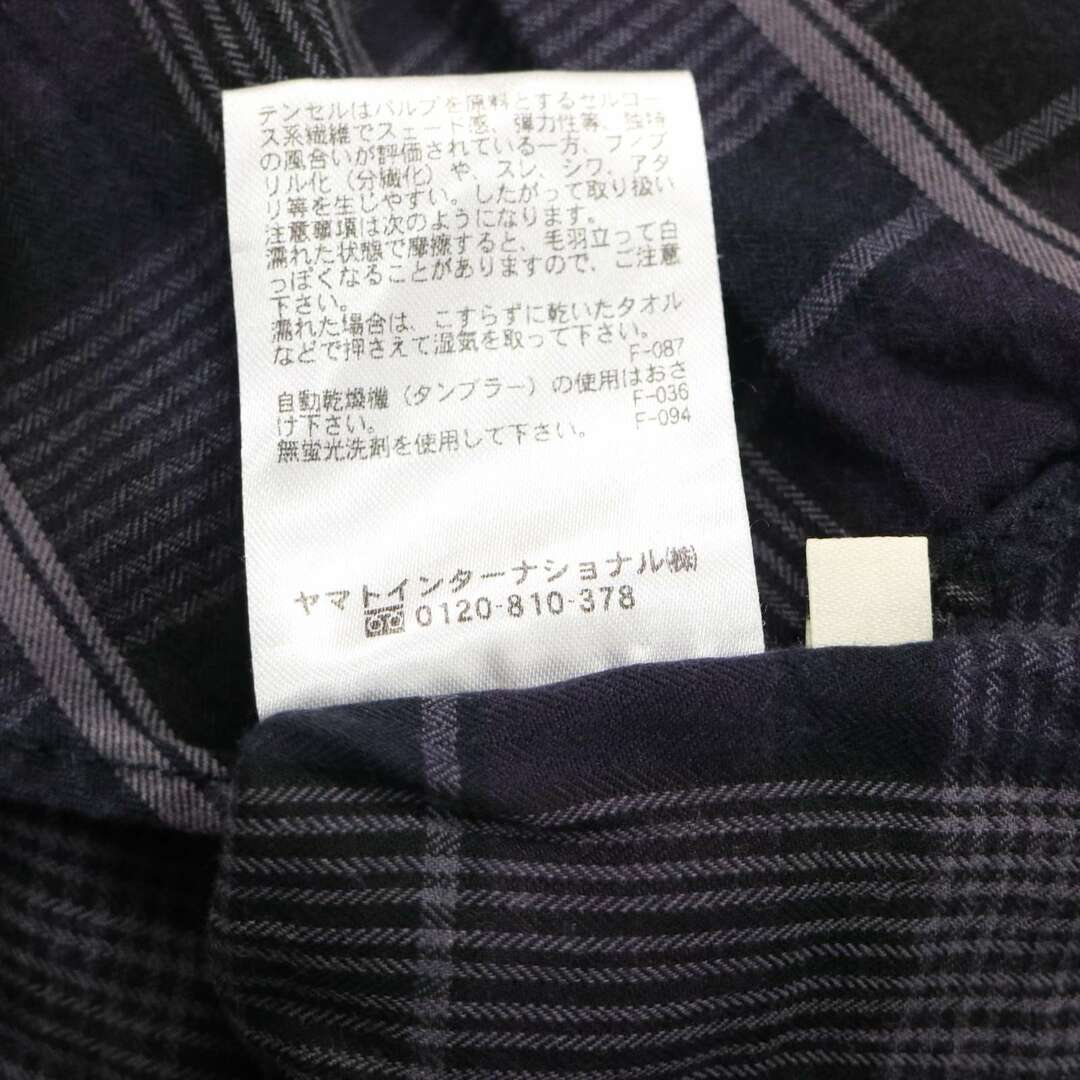 テンセルはパルプを原料とするセルロー
ス系繊維でスェード感、弾力性等、独特
の風合いが評価されている一方、フィブ
リル化（分繊化）や、スレ、シワ、アタ
リ等を生じやすい。したがって取り扱い
注意事項は次のようになります。
濡れた状態で摩擦すると、毛羽立って白
っぽくなることがありますので、ご注意
下さい。
濡れた場合は、こすらずに乾いたタオル
などで押さえて湿気を取って下さい。
F-087
自動乾燥機（タンブラー）の使用はおさ
け下さい。 F-036
無蛍光洗剤を使用して下さい。 F-094
ヤマトインターナショナル㈱
0120-810-378